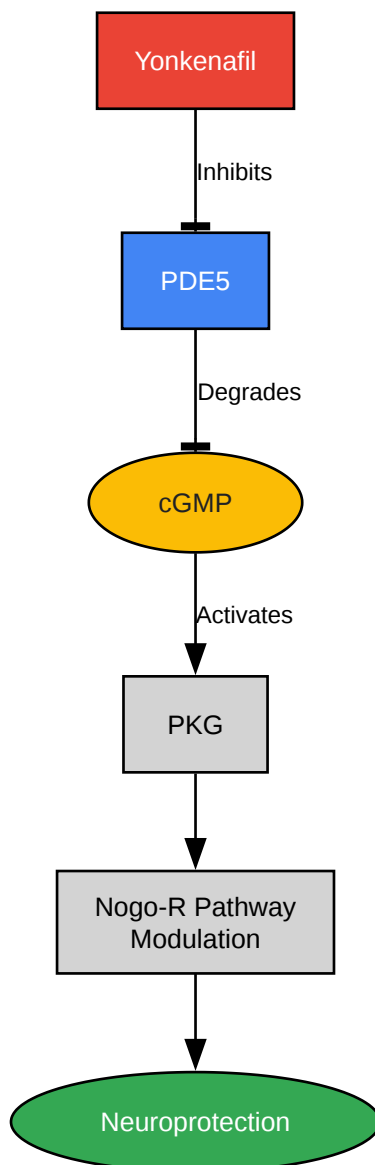 Yonkenafil
Inhibits
PDE5
Degrades
cGMP
Activates
PKG
Nogo-R Pathway
Modulation
Neuroprotection